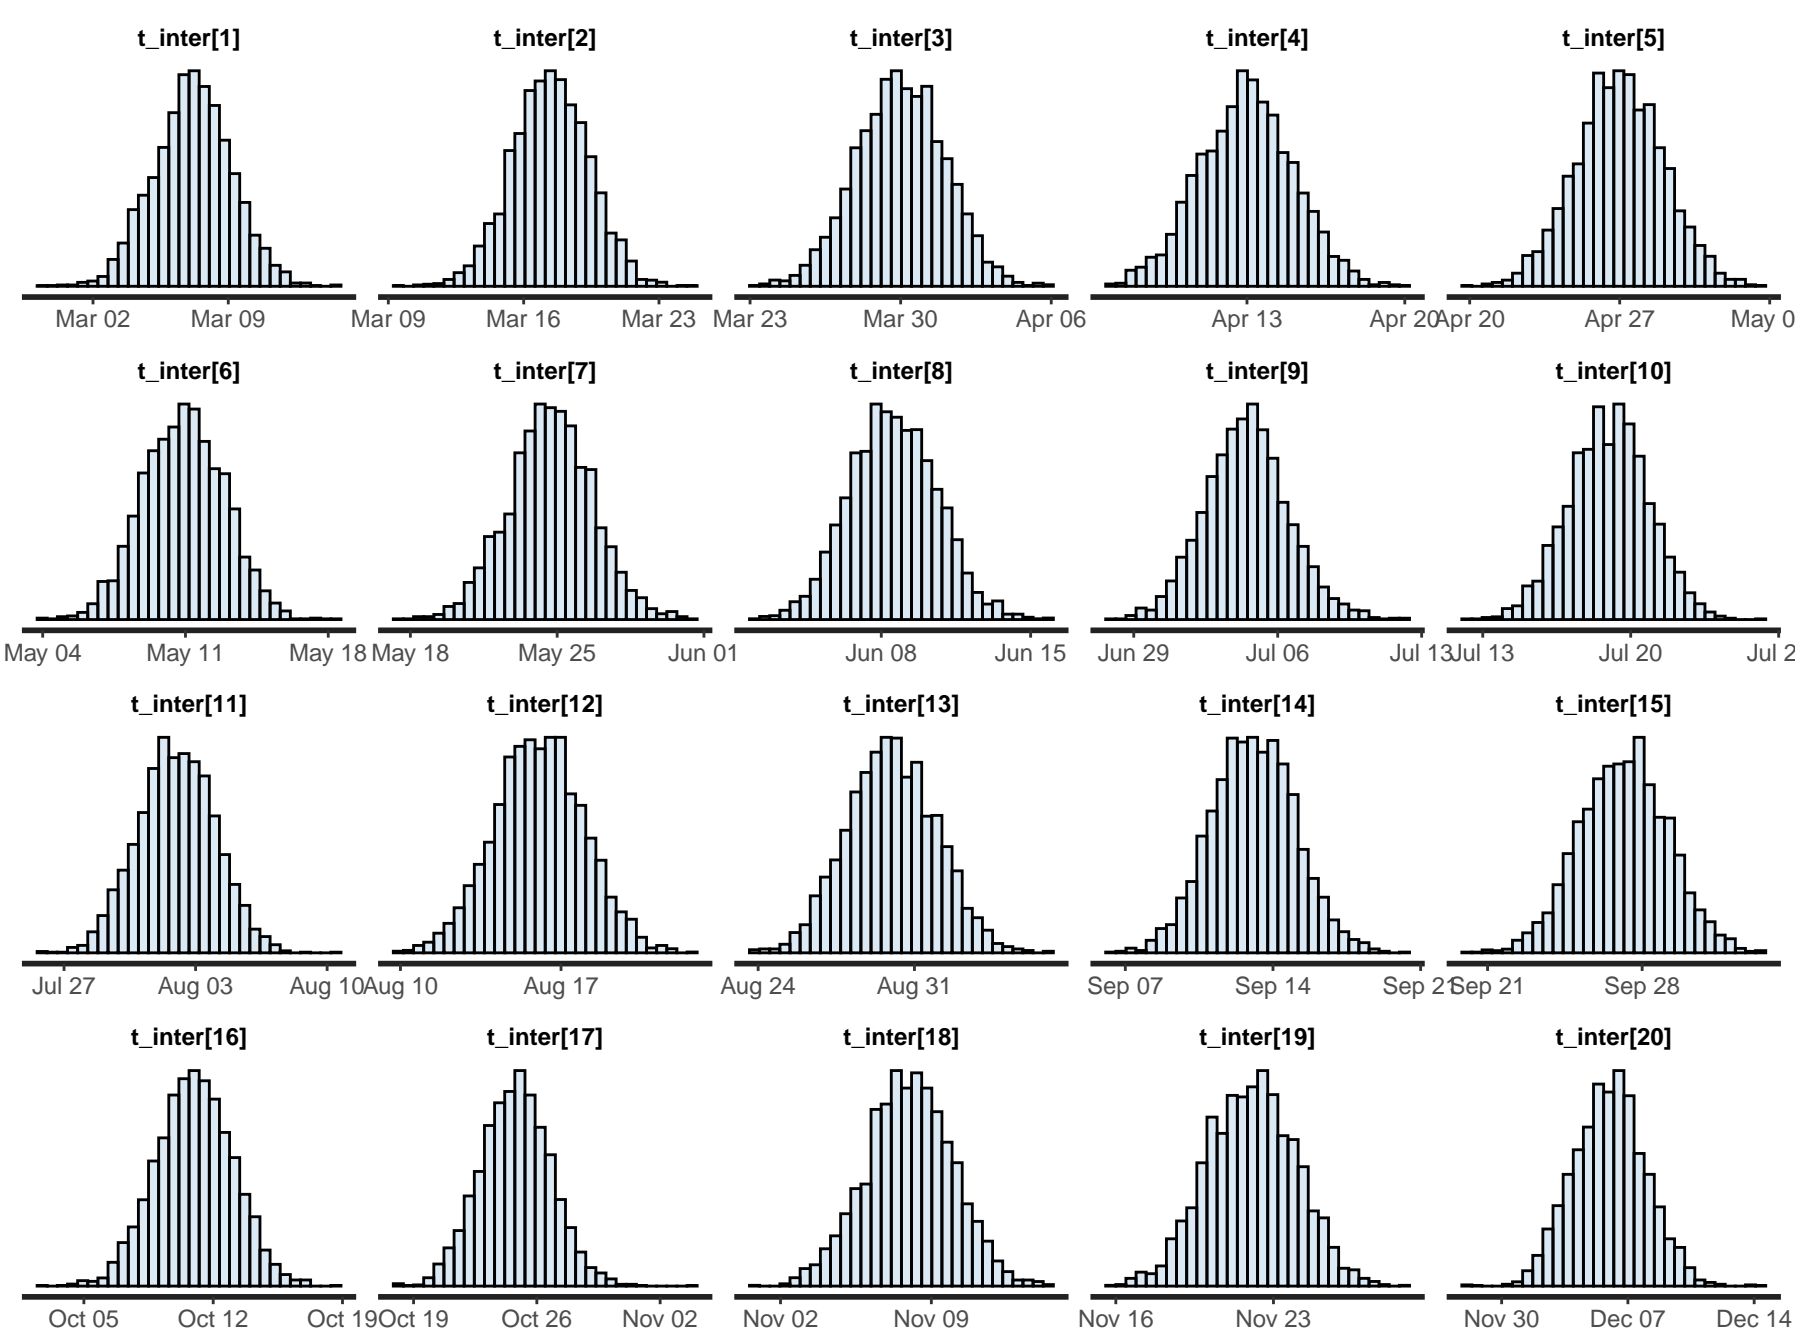 t_inter[1] t_inter[2] t_inter[3] t_inter[4] t_inter[5]
Mar 02 Mar 09 Mar 09 Mar 16 Mar 23 Mar 23 Mar 30 Apr 06 Apr 13 Apr 20 Apr 20 Apr 27 May 0
t_inter[6] t_inter[7] t_inter[8] t_inter[9] t_inter[10]
May 04 May 11 May 18 May 18 May 25 Jun 01 Jun 08 Jun 15 Jun 29 Jul 06 Jul 13 Jul 13 Jul 20 Jul 2
t_inter[11] t_inter[12] t_inter[13] t_inter[14] t_inter[15]
Jul 27 Aug 03 Aug 10 Aug 10 Aug 17 Aug 24 Aug 31 Sep 07 Sep 14 Sep 21 Sep 21 Sep 28
t_inter[16] t_inter[17] t_inter[18] t_inter[19] t_inter[20]
Oct 05 Oct 12 Oct 19 Oct 19 Oct 26 Nov 02 Nov 02 Nov 09 Nov 16 Nov 23 Nov 30 Dec 07 Dec 14